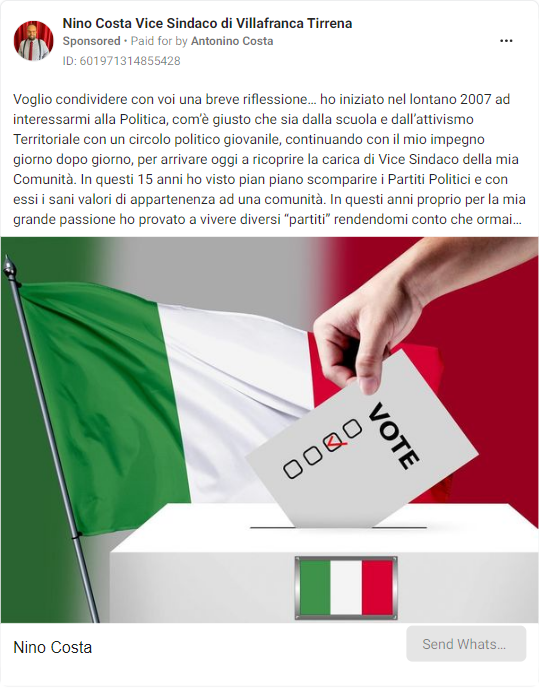 Nino Costa Vice Sindaco di Villafranca Tirrena
Sponsored • Paid for by Antonino Costa
ID: 601971314855428
Voglio condividere con voi una breve riflessione... ho iniziato nel lontano 2007 ad
interessarmi alla Politica, com'è giusto che sia dalla scuola e dall'attivismo
Territoriale con un circolo politico giovanile, continuando con il mio impegno
giorno dopo giorno, per arrivare oggi a ricoprire la carica di Vice Sindaco della mia
Comunità. In questi 15 anni ho visto pian piano scomparire i Partiti Politici e con
essi i sani valori di appartenenza ad una comunità. In questi anni proprio per la mia
grande passione ho provato a vivere diversi “partiti” rendendomi conto che ormai...
VOTE
Nino Costa
Send Whats...